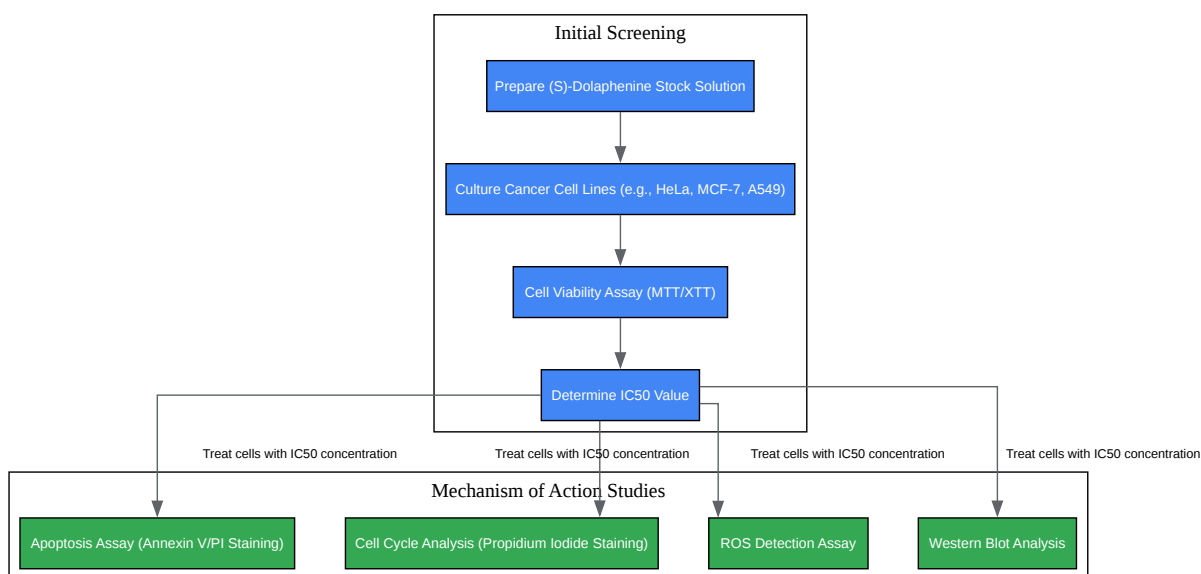 Initial Screening
Prepare (S)-Dolaphenine Stock Solution
Culture Cancer Cell Lines (e.g., HeLa, MCF-7, A549)
Cell Viability Assay (MTT/XTT)
Determine IC50 Value
Treat cells with IC50 concentration
Treat cells with IC50 concentration
Treat cells with IC50 concentration
Treat cells with IC50 concentration
Mechanism of Action Studies
Apoptosis Assay (Annexin V/PI Staining)
Cell Cycle Analysis (Propidium Iodide Staining)
ROS Detection Assay
Western Blot Analysis